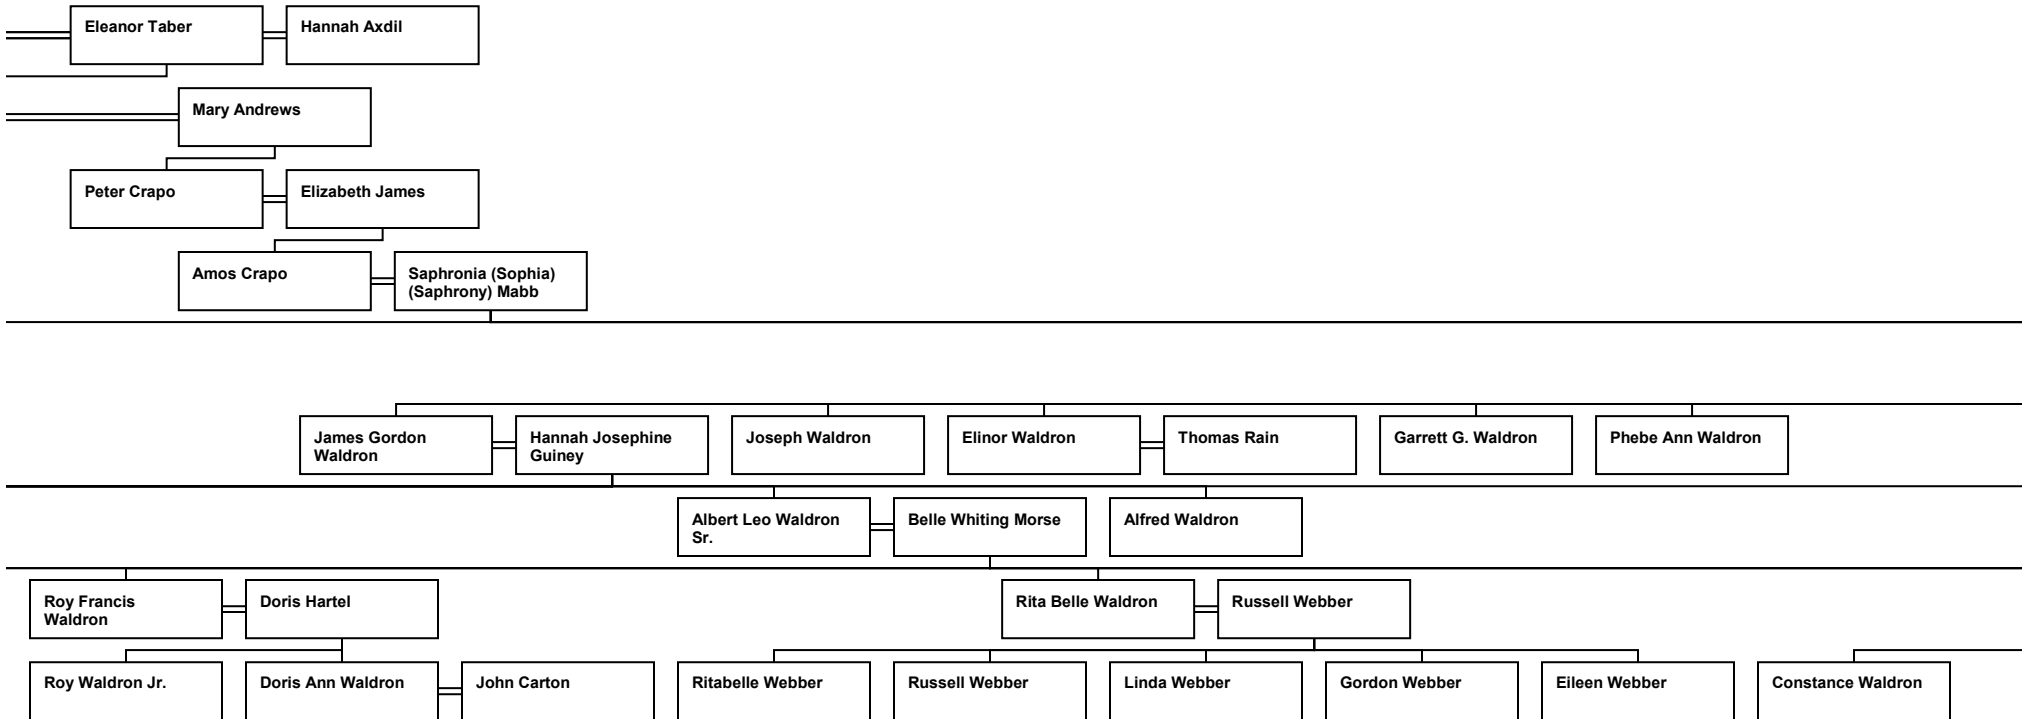 Eleanor Taber
Hannah Axdil
Mary Andrews
Peter Crapo
Elizabeth James
Amos Crapo
Saphronia (Sophia)
(Saphrony) Mabb
James Gordon
Waldron
Hannah Josephine
Guiney
Joseph Waldron
Elinor Waldron
Thomas Rain
Garrett G. Waldron
Phebe Ann Waldron
Albert Leo Waldron
Sr.
Belle Whiting Morse
Alfred Waldron
Roy Francis
Waldron
Doris Hartel
Rita Belle Waldron
Russell Webber
Roy Waldron Jr.
Doris Ann Waldron
John Carton
Ritabelle Webber
Russell Webber
Linda Webber
Gordon Webber
Eileen Webber
Constance Waldron